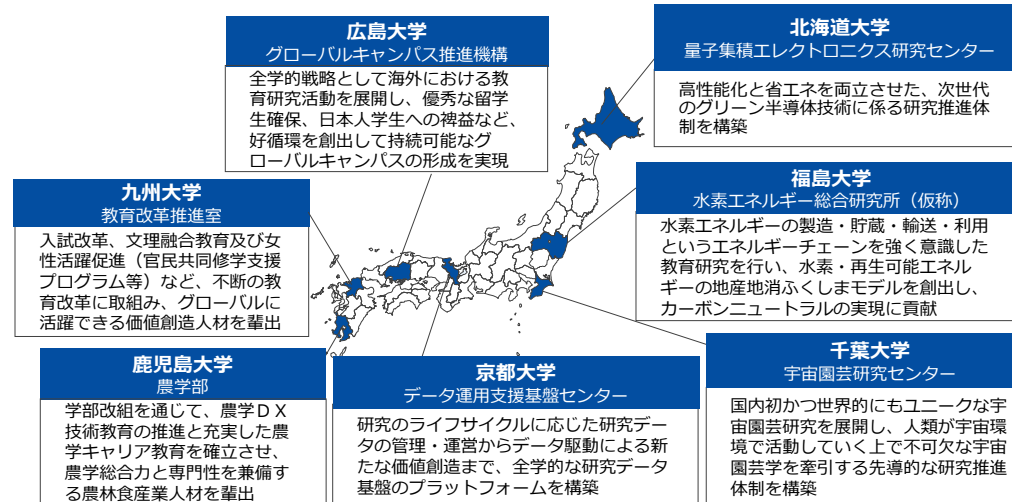 広島大学
グローバルキャンパス推進機構
全学的戦略として海外における教
育研究活動を展開し、優秀な留学
生確保、日本人学生への裨益など、
好循環を創出して持続可能なグ
ローバルキャンパスの形成を実現
北海道大学
量子集積エレクトロニクス研究センター
高性能化と省エネを両立させた、次世代
のグリーン半導体技術に係る研究推進体
制を構築
九州大学
教育改革推進室
入試改革、文理融合教育及び女
性活躍促進（官民共同修学支援
プログラム等）など、不断の教
育改革に取組み、グローバルに
活躍できる価値創造人材を輩出
福島大学
水素エネルギー総合研究所（仮称）
水素エネルギーの製造・貯蔵・輸送・利用
というエネルギーチェーンを強く意識した
教育研究を行い、水素・再生可能エネル
ギーの地産地消ふくしまモデルを創出し、
カーボンニュートラルの実現に貢献
鹿児島大学
農学部
学部改組を通じて、農学ＤＸ
技術教育の推進と充実した農
学キャリア教育を確立させ、
農学総合力と専門性を兼備す
る農林食産業人材を輩出
京都大学
データ運用支援基盤センター
研究のライフサイクルに応じた研究デー
タの管理・運営からデータ駆動による新
たな価値創造まで、全学的な研究データ
基盤のプラットフォームを構築
千葉大学
宇宙園芸研究センター
国内初かつ世界的にもユニークな宇
宙園芸研究を展開し、人類が宇宙環
境で活動していく上で不可欠な宇宙
園芸学を牽引する先導的な研究推進
体制を構築